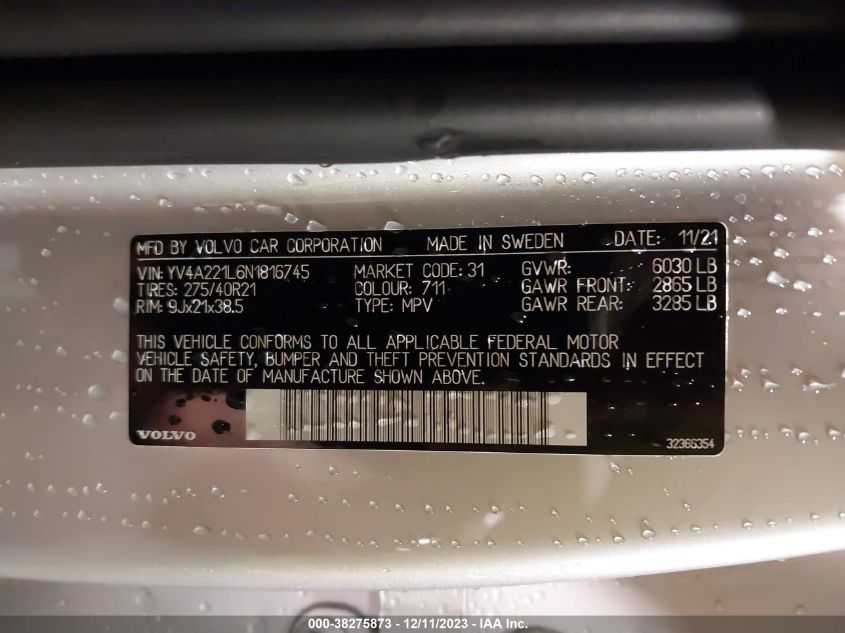 MFD BY VOLVO CAR CORPORATION MADE IN SWEDEN DATE: 11/21
VIN: YV4A221L6N1816745 MARKET CODE: 31 GVWR: 6030 LB
TIRES: 275/40R21 COLOUR: 711 GAWR FRONT: 2865 LB
RIM: 9Jx21x38.5 TYPE: MPV GAWR REAR: 3285 LB
THIS VEHICLE CONFORMS TO ALL APPLICABLE FEDERAL MOTOR
VEHICLE SAFETY, BUMPER AND THEFT PREVENTION STANDARDS IN EFFECT
ON THE DATE OF MANUFACTURE SHOWN ABOVE.
VOLVO 32366354
000-38275873 - 12/11/2023 - IAA Inc.